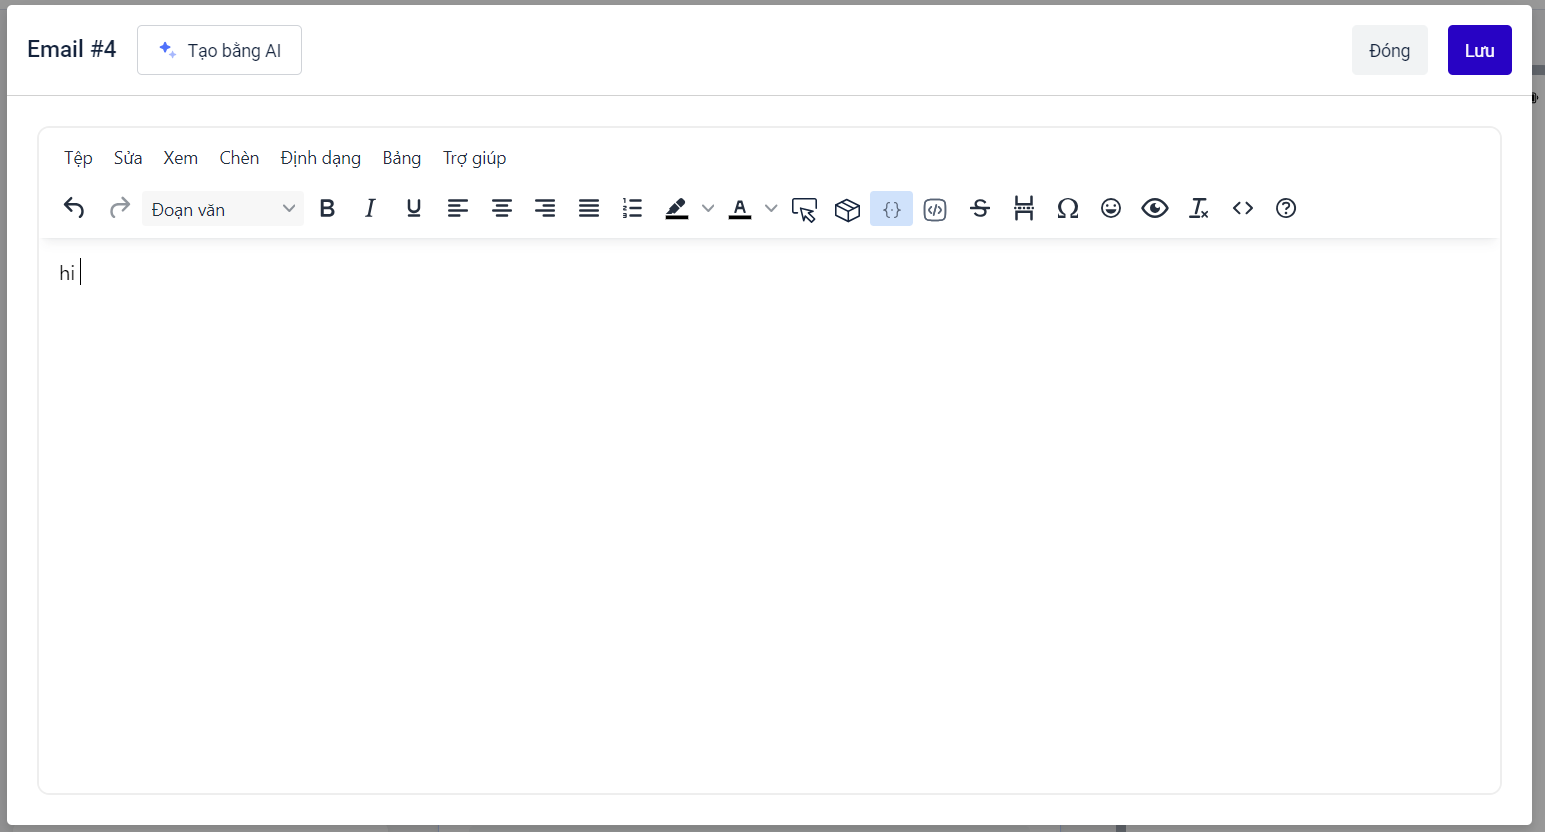 Email #4
Tạo bằng AI
Đóng
Lưu
Tệp Sửa Xem Chèn Định dạng Bảng Trợ giúp
Đoạn văn
hi